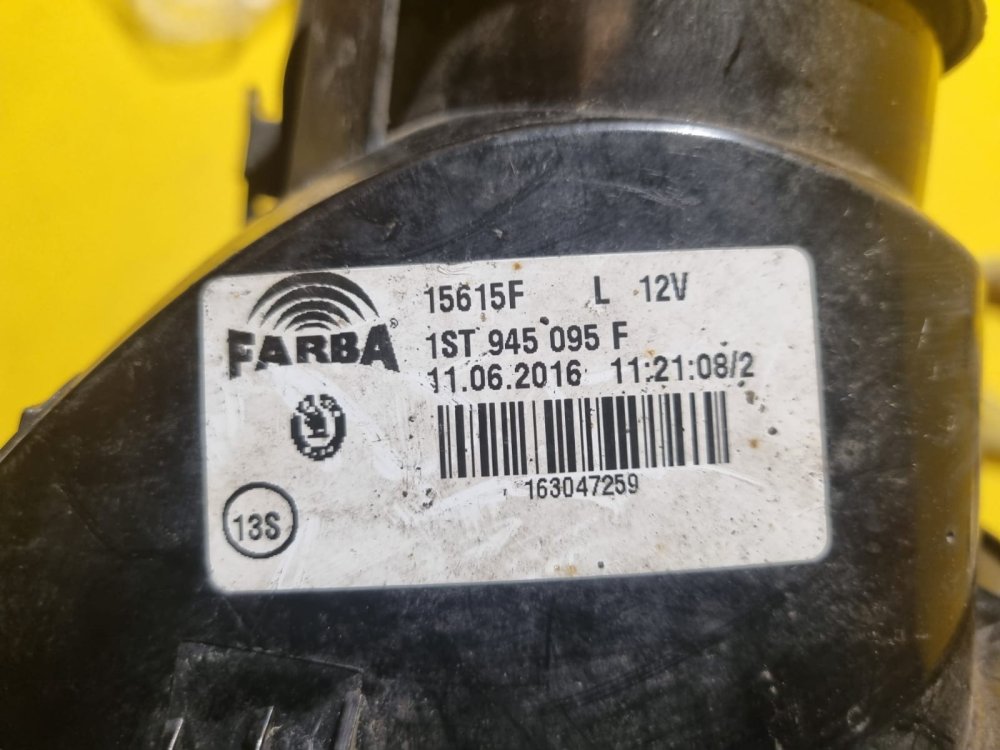 FARBA®
15615F L 12V
1ST 945 095 F
11.06.2016 11:21:08/2
163047259
13S